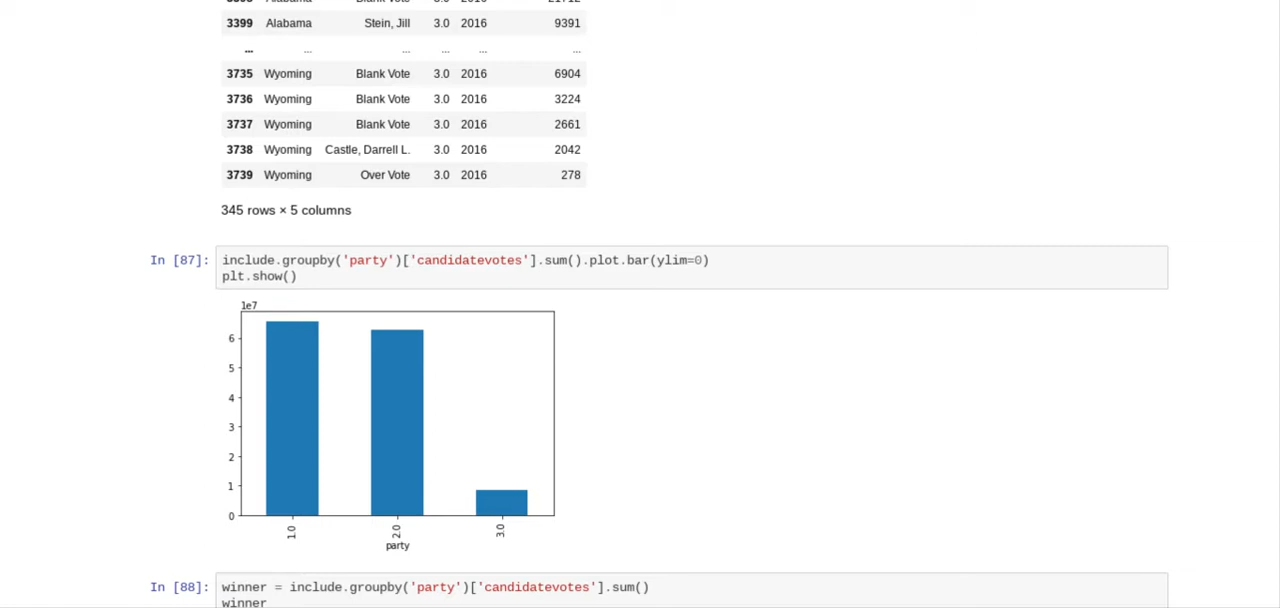 3399 Alabama Stein, Jill 3.0 2016 9391
... ... ... ... ... ...
3735 Wyoming Blank Vote 3.0 2016 6904
3736 Wyoming Blank Vote 3.0 2016 3224
3737 Wyoming Blank Vote 3.0 2016 2661
3738 Wyoming Castle, Darrell L. 3.0 2016 2042
3739 Wyoming Over Vote 3.0 2016 278
345 rows × 5 columns
In [87]: include.groupby('party')['candidatevotes'].sum().plot.bar(ylim=0)
plt.show()
1e7
6
5
4
3
2
1
0
1.0 2.0 3.0
party
In [88]: winner = include.groupby('party')['candidatevotes'].sum()
winner